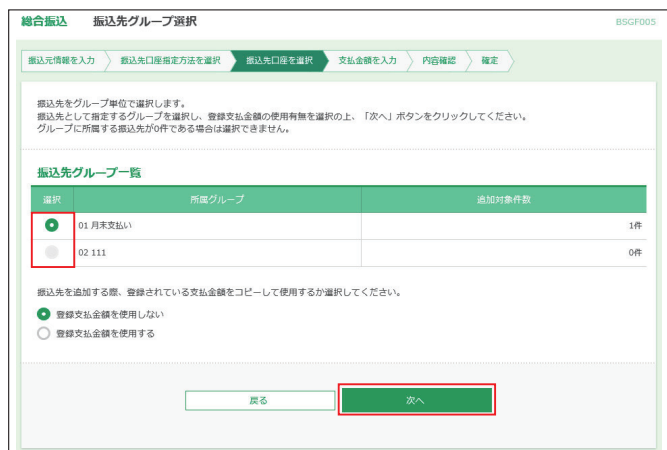 総合振込 振込先グループ選択 BSGF005
振込元情報を入力 振込先口座指定方法を選択 振込先口座を選択 支払金額を入力 内容確認 確定
振込先をグループ単位で選択します。
振込先として指定するグループを選択し、登録支払金額の使用有無を選択の上、「次へ」ボタンをクリックしてください。
グループに所属する振込先が0件である場合は選択できません。
振込先グループ一覧
選択 所属グループ 追加対象件数
01 月末支払い 1件
02 111 0件
振込先を追加する際、登録されている支払金額をコピーして使用するか選択してください。
登録支払金額を使用しない
登録支払金額を使用する
戻る 次へ